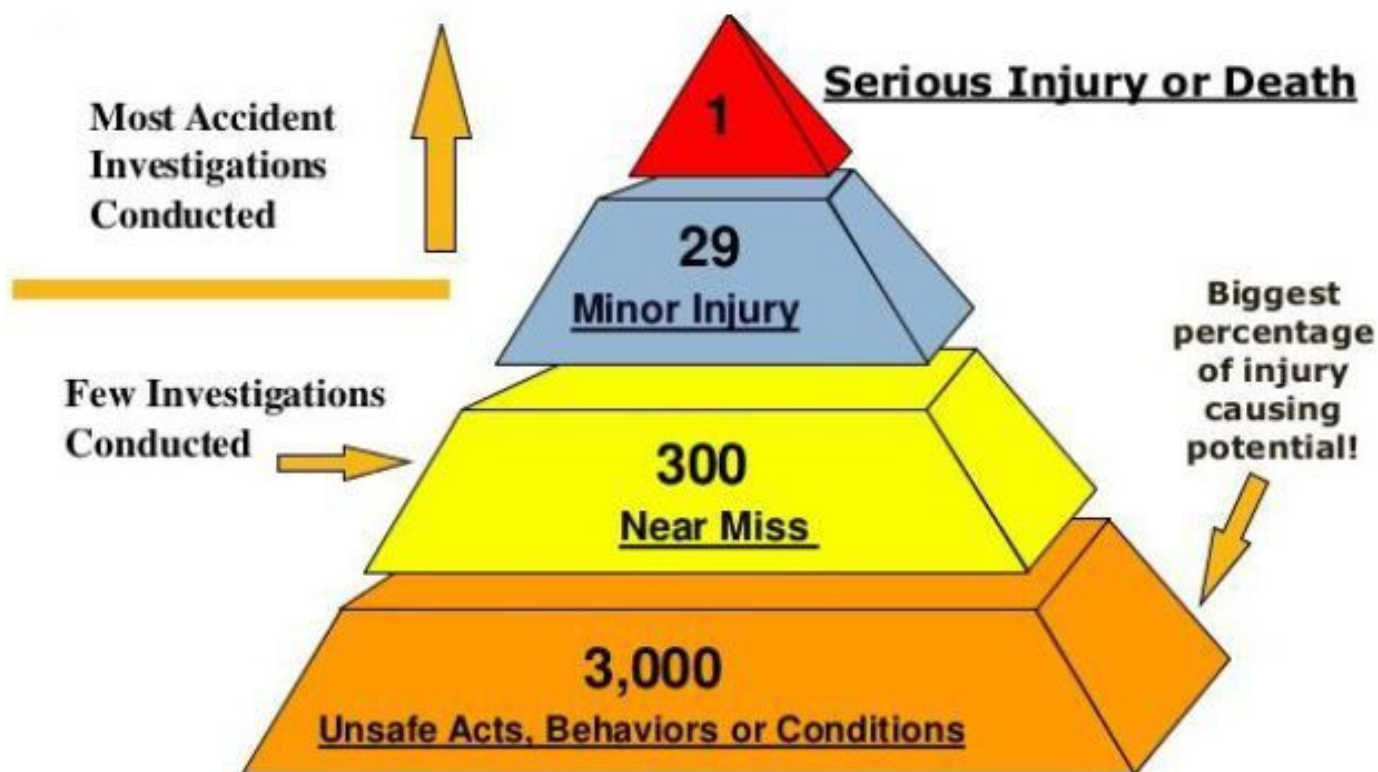 Most Accident
Investigations
Conducted
1
Serious Injury or Death
29
Minor Injury
Few Investigations
Conducted
300
Near Miss
Biggest
percentage
of injury
causing
potential!
3,000
Unsafe Acts, Behaviors or Conditions